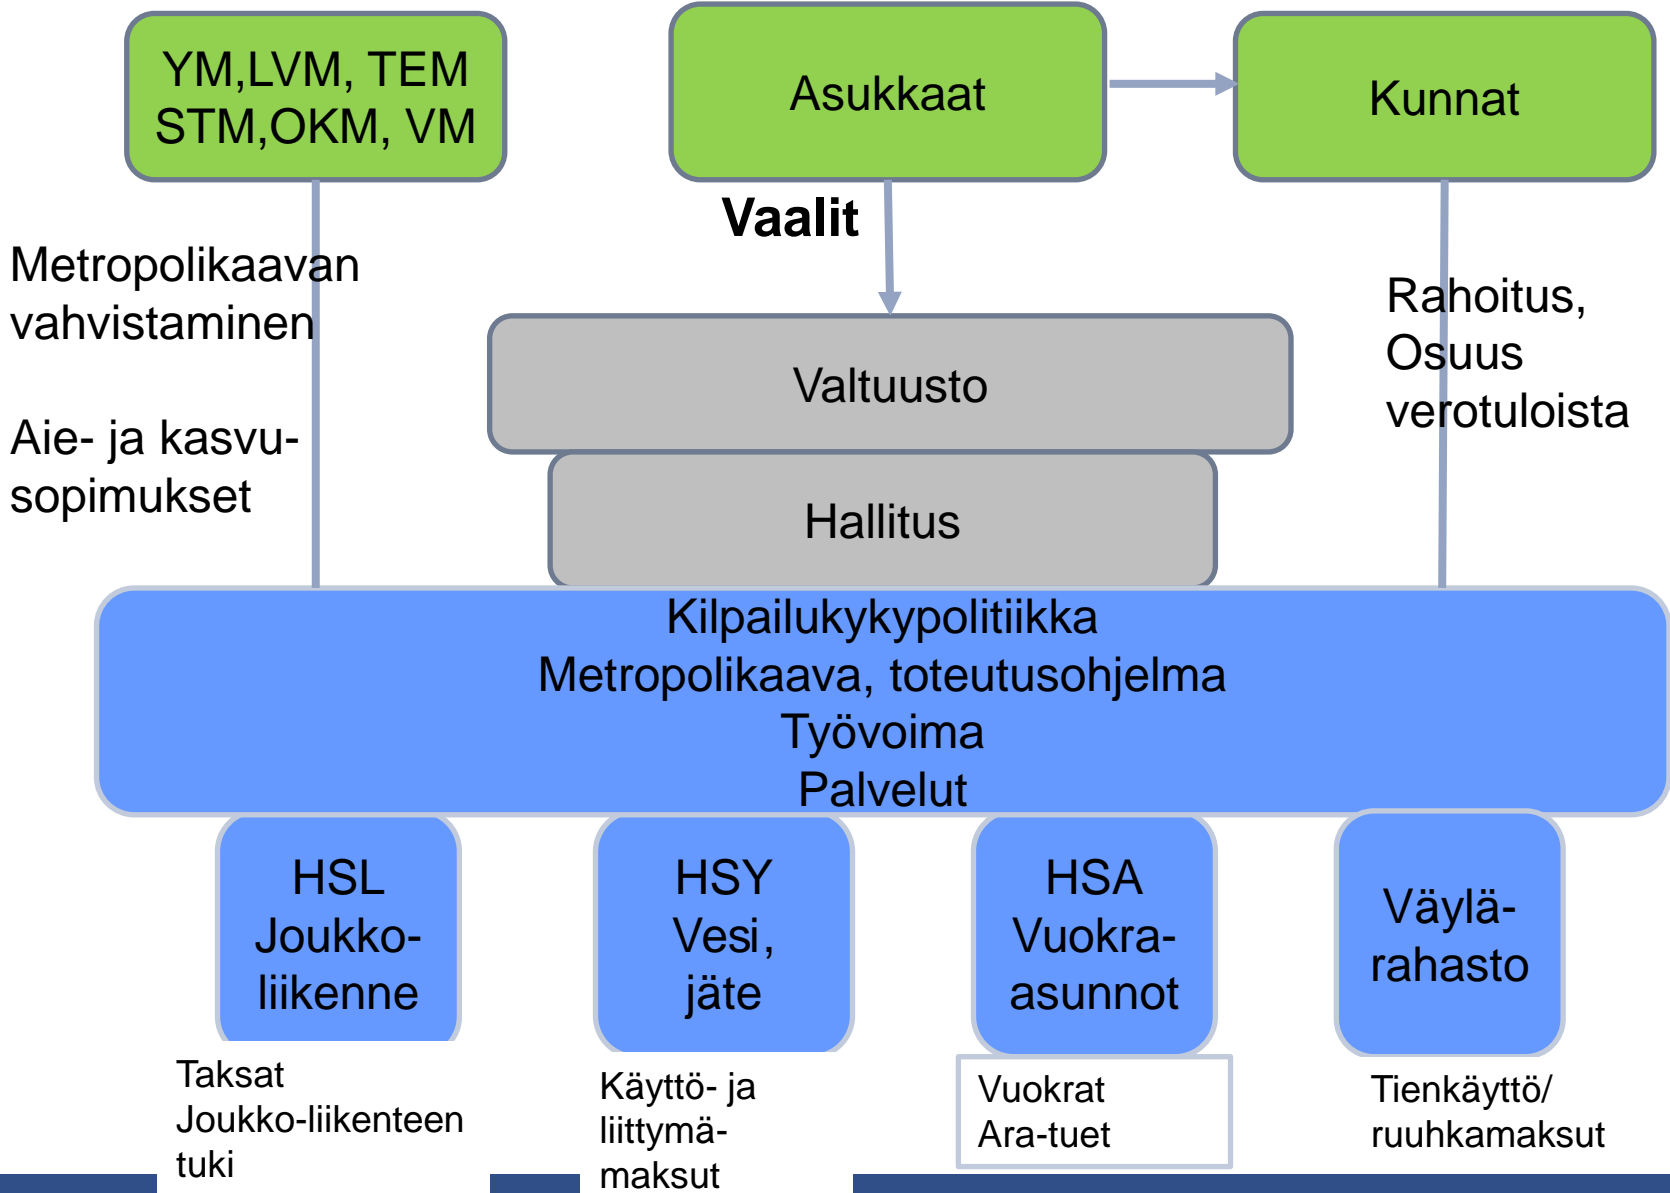 YM,LVM, TEM
STM,OKM, VM
Asukkaat
Kunnat
Vaalit
Metropolikaavan
vahvistaminen
Aie- ja kasvu-
sopimukset
Rahoitus,
Osuus
verotuloista
Valtuusto
Hallitus
Kilpailukykypolitiikka
Metropolikaava, toteutusohjelma
Työvoima
Palvelut
HSL
Joukko-
liikenne
HSY
Vesi,
jäte
HSA
Vuokra-
asunnot
Väylä-
rahasto
Taksat
Joukko-liikenteen
tuki
Käyttö- ja
liittymä-
maksut
Vuokrat
Ara-tuet
Tienkäyttö/
ruuhkamaksut